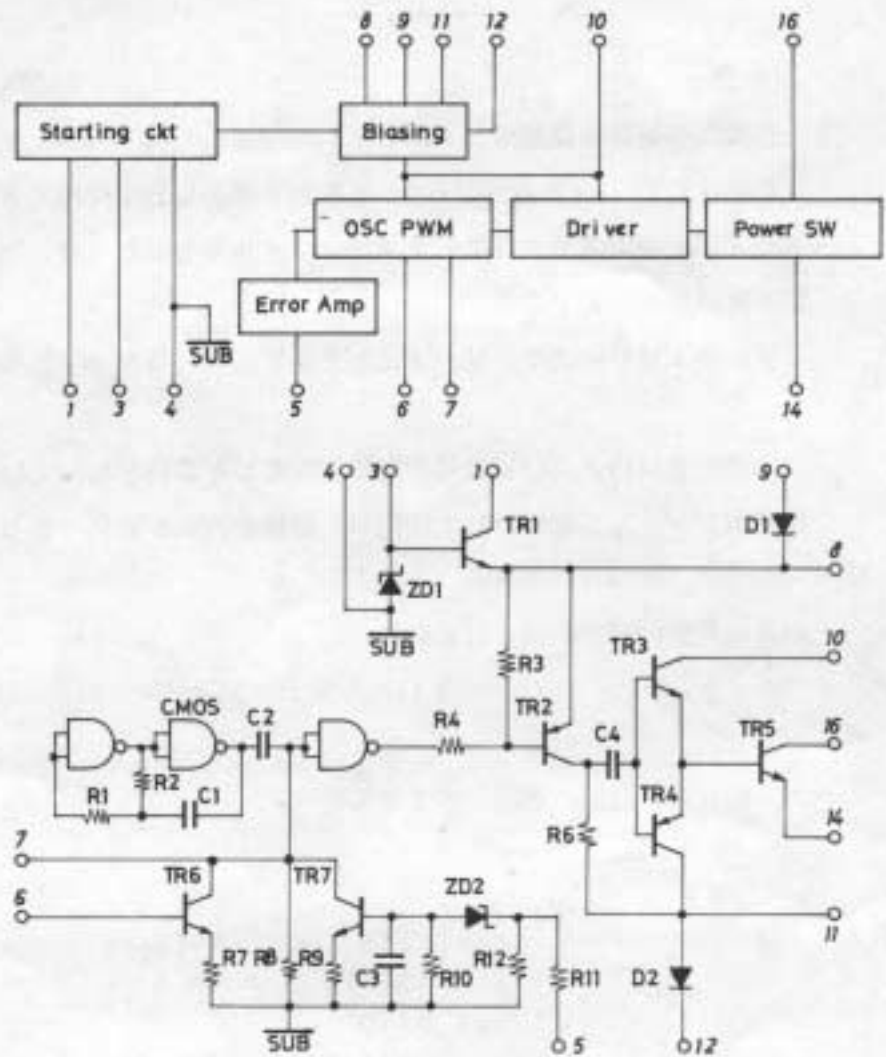 8 9 11 12 10 16
Starting ckt Biasing
OSC PWM Driver Power SW
Error Amp
SUB
1 3 4 5 6 7 14
4 3 1 9
TR1 D1
8
ZD1
SUB
R3 TR3 10
CMOS C2 R4 TR2 C4 TR5 16
R2
R1 C1 TR4
R6 14
7
TR6 TR7 ZD2
6
11
R7 R8 R9 C3 R10 R12 R11 D2
SUB
5 12